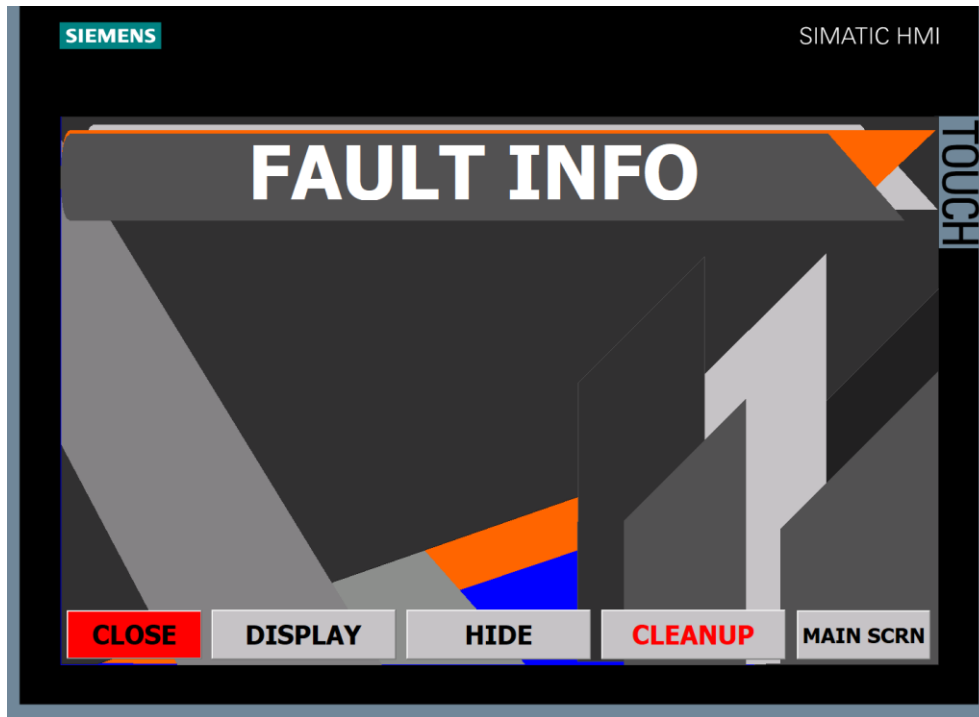 SIEMENS
SIMATIC HMI
TOUCH
FAULT INFO
CLOSE
DISPLAY
HIDE
CLEANUP
MAIN SCRN